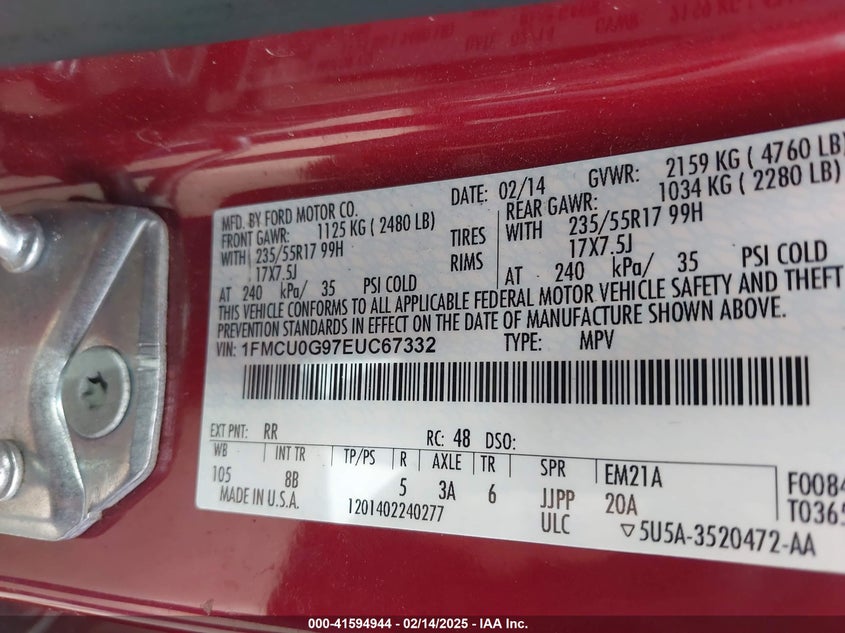 MFD. BY FORD MOTOR CO.
DATE: 02/14
GVWR: 2159 KG ( 4760 LB)
FRONT GAWR: 1125 KG ( 2480 LB)
REAR GAWR: 1034 KG ( 2280 LB)
WITH 235/55R17 99H TIRES WITH 235/55R17 99H
17X7.5J RIMS 17X7.5J
AT 240 kPa/ 35 PSI COLD AT 240 kPa/ 35 PSI COLD
THIS VEHICLE CONFORMS TO ALL APPLICABLE FEDERAL MOTOR VEHICLE SAFETY AND THEFT
PREVENTION STANDARDS IN EFFECT ON THE DATE OF MANUFACTURE SHOWN ABOVE.
VIN: 1FMCU0G97EUC67332 TYPE: MPV
EXT PNT: RR RC: 48 DSO:
WB INT TR TP/PS R AXLE TR SPR EM21A F0084
105 8B 5 3A 6 JJPP 20A T0365
MADE IN U.S.A. 1201402240277 ULC ▽5U5A-3520472-AA
000-41594944 - 02/14/2025 - IAA Inc.